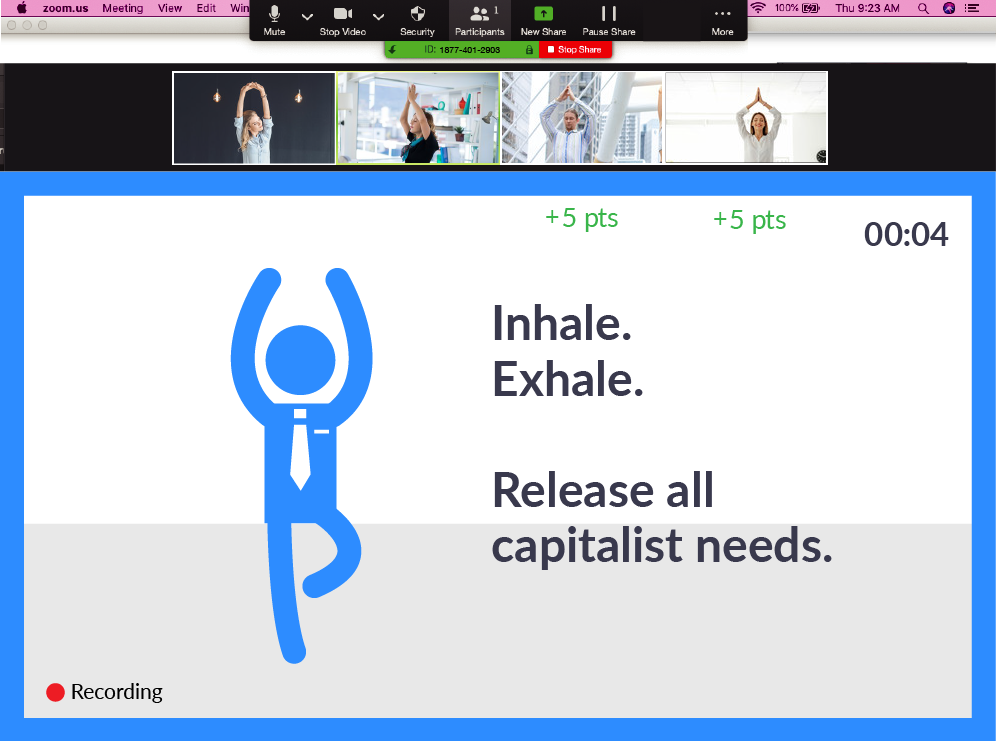 zoom.us Meeting View Edit Win
100% Thu 9:23 AM
1
Mute Stop Video Security Participants New Share Pause Share More
ID: 1877-401-2903 Stop Share
+5 pts +5 pts
00:04
Inhale.
Exhale.
Release all
capitalist needs.
Recording